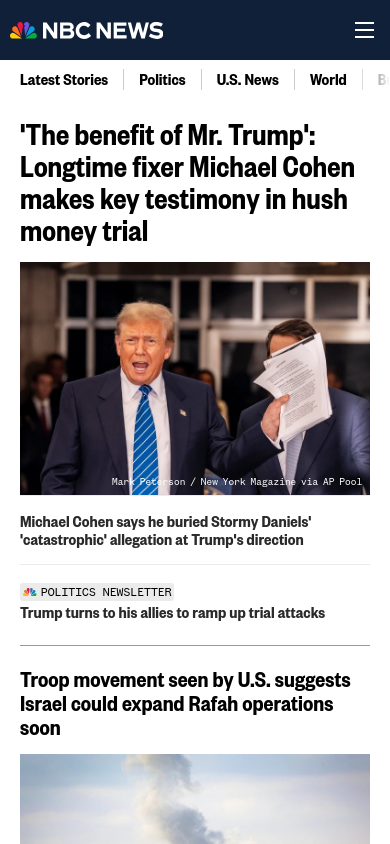 NBC NEWS
Latest Stories
Politics
U.S. News
World
'The benefit of Mr. Trump':
Longtime fixer Michael Cohen
makes key testimony in hush
money trial
Mark Peterson / New York Magazine via AP Pool
Michael Cohen says he buried Stormy Daniels'
'catastrophic' allegation at Trump's direction
POLITICS NEWSLETTER
Trump turns to his allies to ramp up trial attacks
Troop movement seen by U.S. suggests
Israel could expand Rafah operations
soon